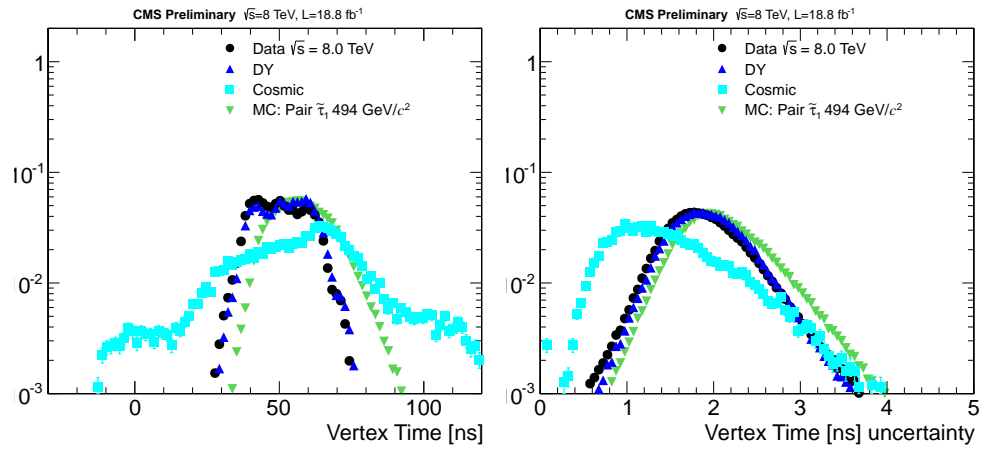 CMS Preliminary √s=8 TeV, L=18.8 fb⁻¹
Data √s = 8.0 TeV
DY
Cosmic
MC: Pair τ̃₁ 494 GeV/c²
1
10⁻¹
10⁻²
10⁻³
0 50 100
Vertex Time [ns]
CMS Preliminary √s=8 TeV, L=18.8 fb⁻¹
Data √s = 8.0 TeV
DY
Cosmic
MC: Pair τ̃₁ 494 GeV/c²
1
10⁻¹
10⁻²
10⁻³
0 1 2 3 4 5
Vertex Time [ns] uncertainty